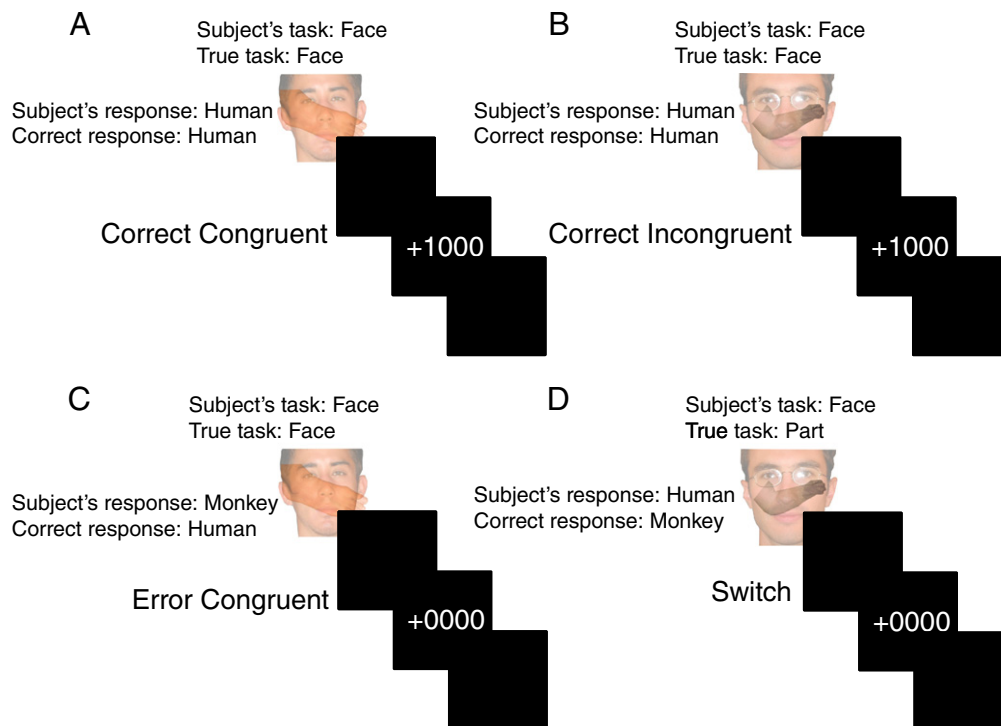 A
Subject's task: Face
True task: Face
Subject's response: Human
Correct response: Human
Correct Congruent
+1000
B
Subject's task: Face
True task: Face
Subject's response: Human
Correct response: Human
Correct Incongruent
+1000
C
Subject's task: Face
True task: Face
Subject's response: Monkey
Correct response: Human
Error Congruent
+0000
D
Subject's task: Face
True task: Part
Subject's response: Human
Correct response: Monkey
Switch
+0000